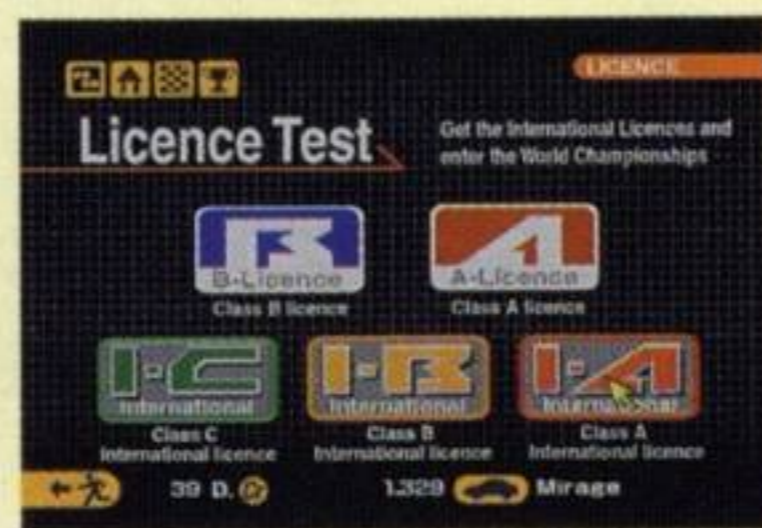 LICENCE
Licence Test
Get the International Licences and
enter the World Championships
B
B-Licence
A
A-Licence
Class B licence
Class A licence
I-C
International
I-B
International
I-A
International
Class C
International licence
Class B
International licence
Class A
International licence
39 D. Cr
1.329
Mirage